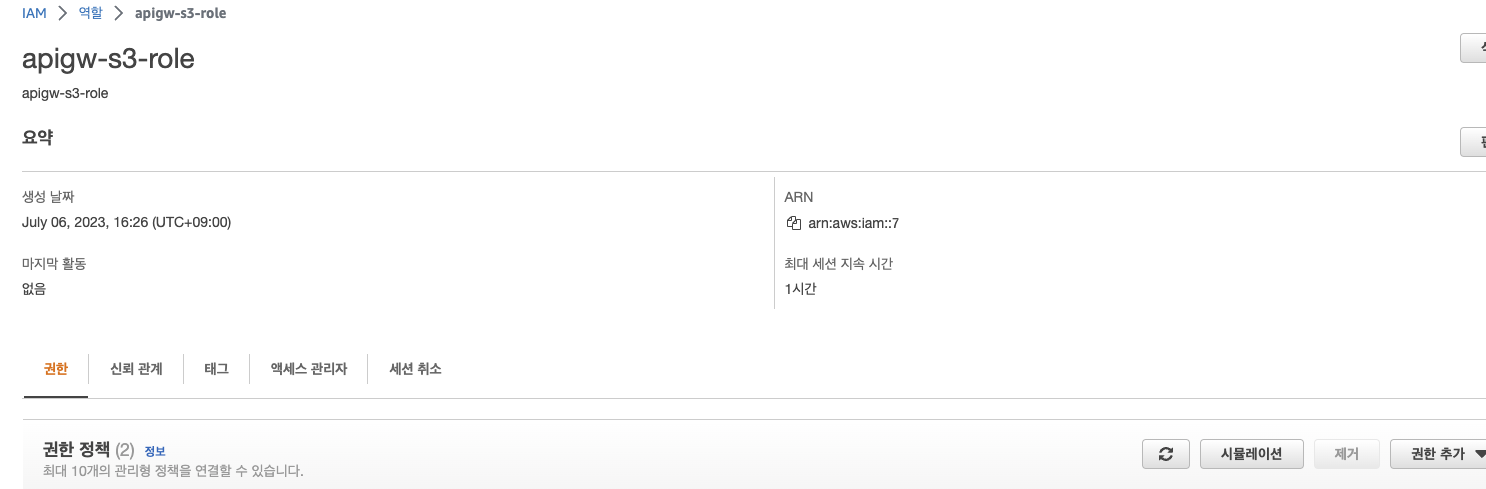 IAM > 역할 > apigw-s3-role
apigw-s3-role
apigw-s3-role
요약
생성 날짜
July 06, 2023, 16:26 (UTC+09:00)
ARN
arn:aws:iam::7
마지막 활동
없음
최대 세션 지속 시간
1시간
권한 신뢰 관계 태그 액세스 관리자 세션 취소
권한 정책 (2) 정보
최대 10개의 관리형 정책을 연결할 수 있습니다.
시뮬레이션 제거 권한 추가